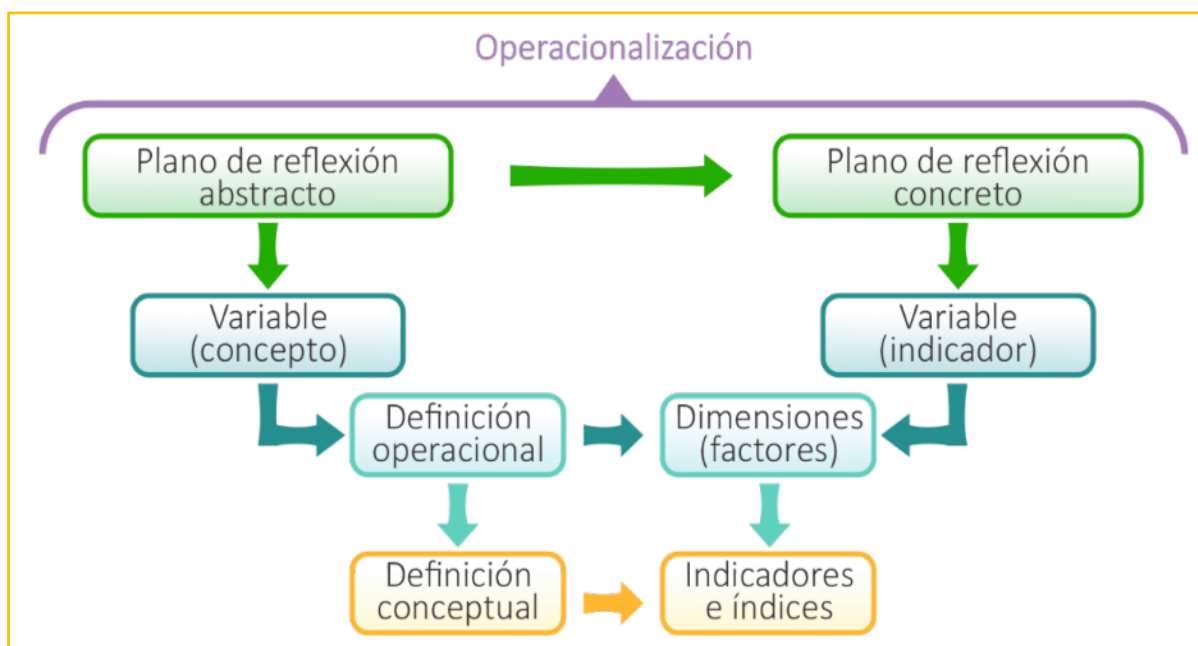 Operacionalización
Plano de reflexión
abstracto
Plano de reflexión
concreto
Variable
(concepto)
Variable
(indicador)
Definición
operacional
Dimensiones
(factores)
Definición
conceptual
Indicadores
e índices